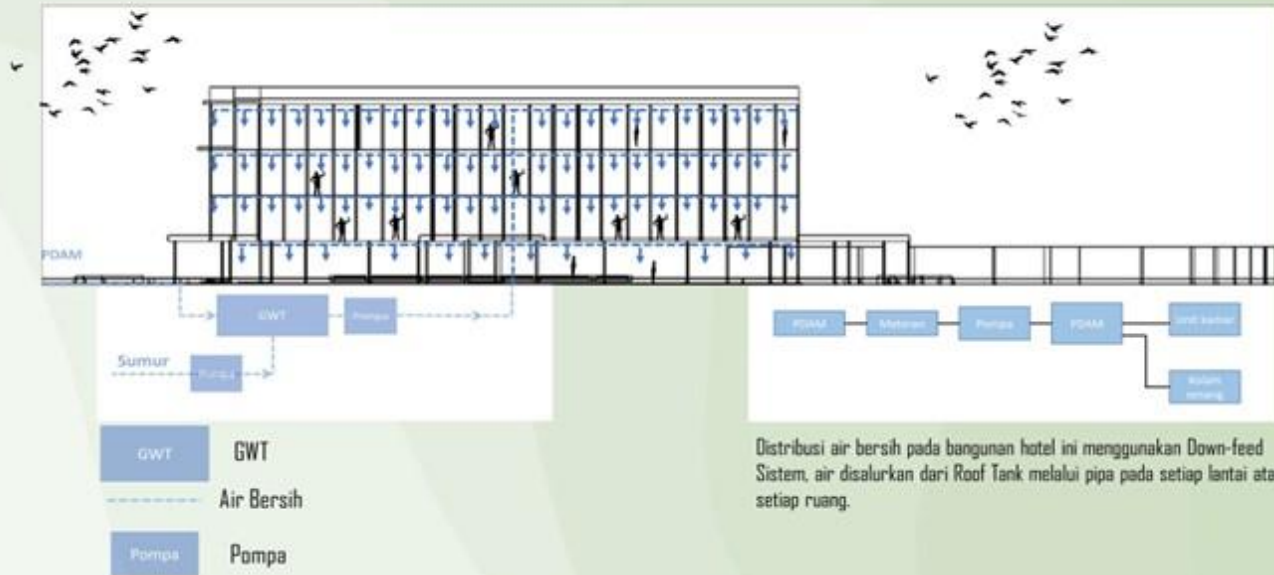 PDAM
GWT
Pompa
Sumur
Pompa
PDAM
Meteran
Pompa
PDAM
Unit kamar
Kolam
renang
GWT
GWT
Air Bersih
Pompa
Pompa
Distribusi air bersih pada bangunan hotel ini menggunakan Down-feed
Sistem, air disalurkan dari Roof Tank melalui pipa pada setiap lantai ata
setiap ruang.